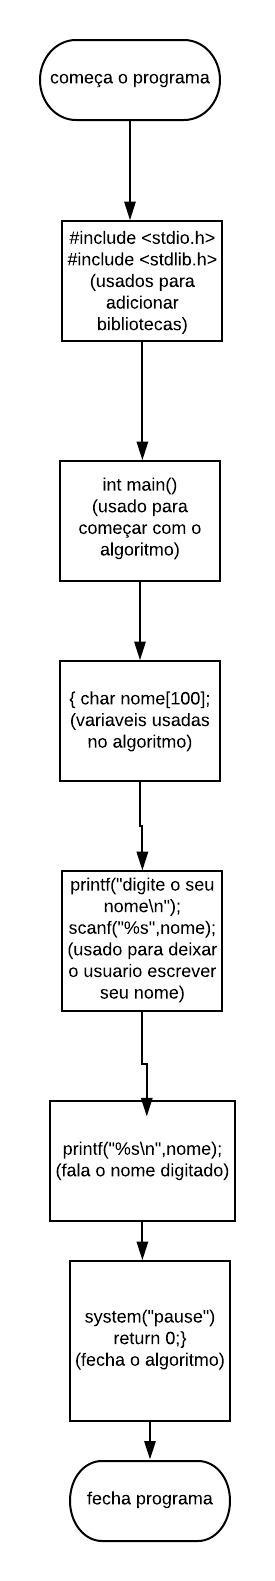 começa o programa
#include <stdio.h>
#include <stdlib.h>
(usados para
adicionar
bibliotecas)
int main()
(usado para
começar com o
algoritmo)
{ char nome[100];
(variaveis usadas
no algoritmo)
printf("digite o seu
nome\n");
scanf("%s",nome);
(usado para deixar
o usuario escrever
seu nome)
printf("%s\n",nome);
(fala o nome digitado)
system("pause")
return 0;}
(fecha o algoritmo)
fecha programa